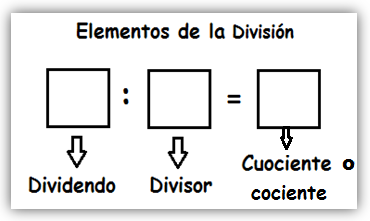 Elementos de la División
: =
Dividendo Divisor Cuociente o
cociente